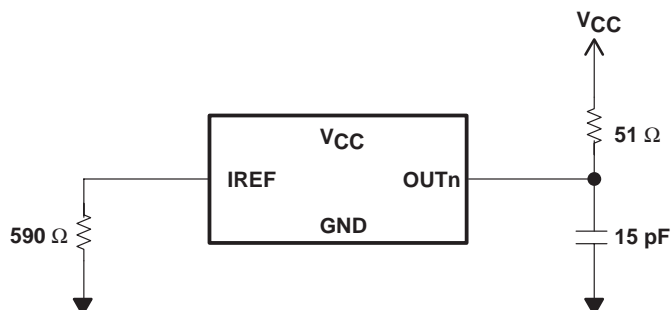 VCC
51 Ω
VCC
IREF
OUTn
590 Ω
GND
15 pF